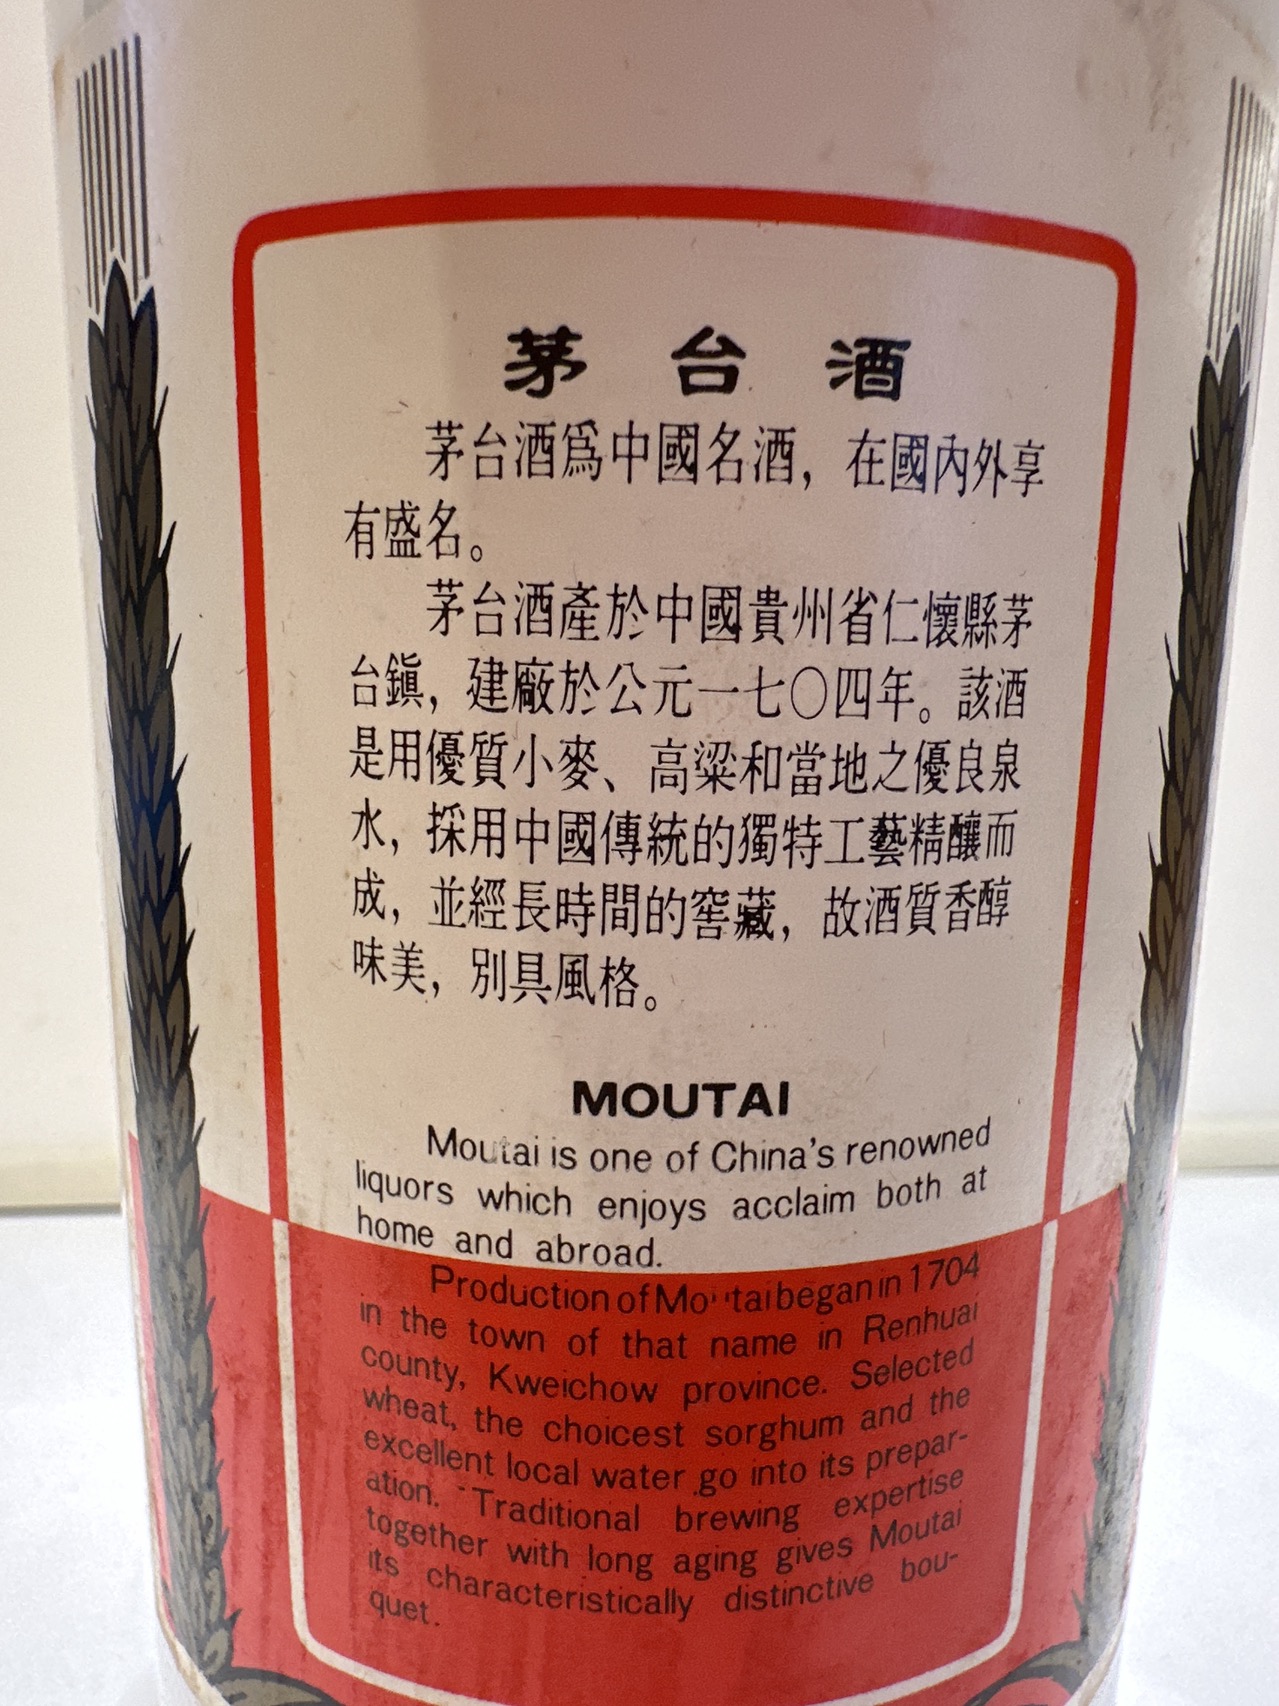 茅台酒
茅台酒爲中國名酒，在國內外享
有盛名。
茅台酒產於中國貴州省仁懷縣茅
台鎭，建廠於公元一七〇四年。該酒
是用優質小麥、高粱和當地之優良泉
水，採用中國傳統的獨特工藝精釀而
成，並經長時間的窖藏，故酒質香醇
味美，別具風格。
MOUTAI
Moutai is one of China's renowned
liquors which enjoys acclaim both at
home and abroad.
Production of Moutai began in 1704
in the town of that name in Renhuai
county, Kweichow province. Selected
wheat, the choicest sorghum and the
excellent local water go into its prepar-
ation. Traditional brewing expertise
together with long aging gives Moutai
its characteristically distinctive bou-
quet.